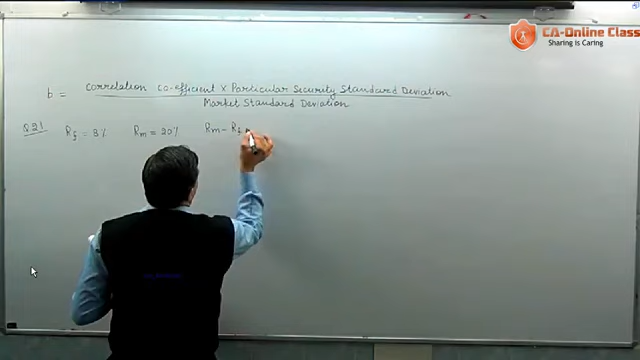 CA-Online Class
Sharing is Caring
b = Correlation co-efficient × Particular Security Standard Deviation
Market Standard Deviation
Q.21 Rf = 8% Rm = 20% Rm - Rf